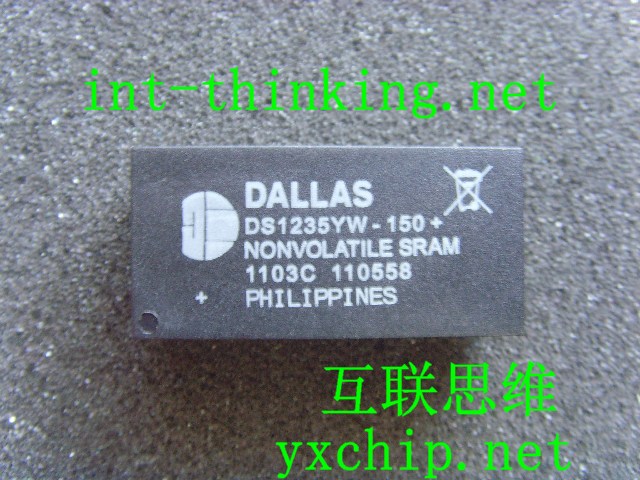 int-thinking.net
DALLAS
DS1235YW-150+
NONVOLATILE SRAM
1103C 110558
+ PHILIPPINES
互联思维
yxchip.net